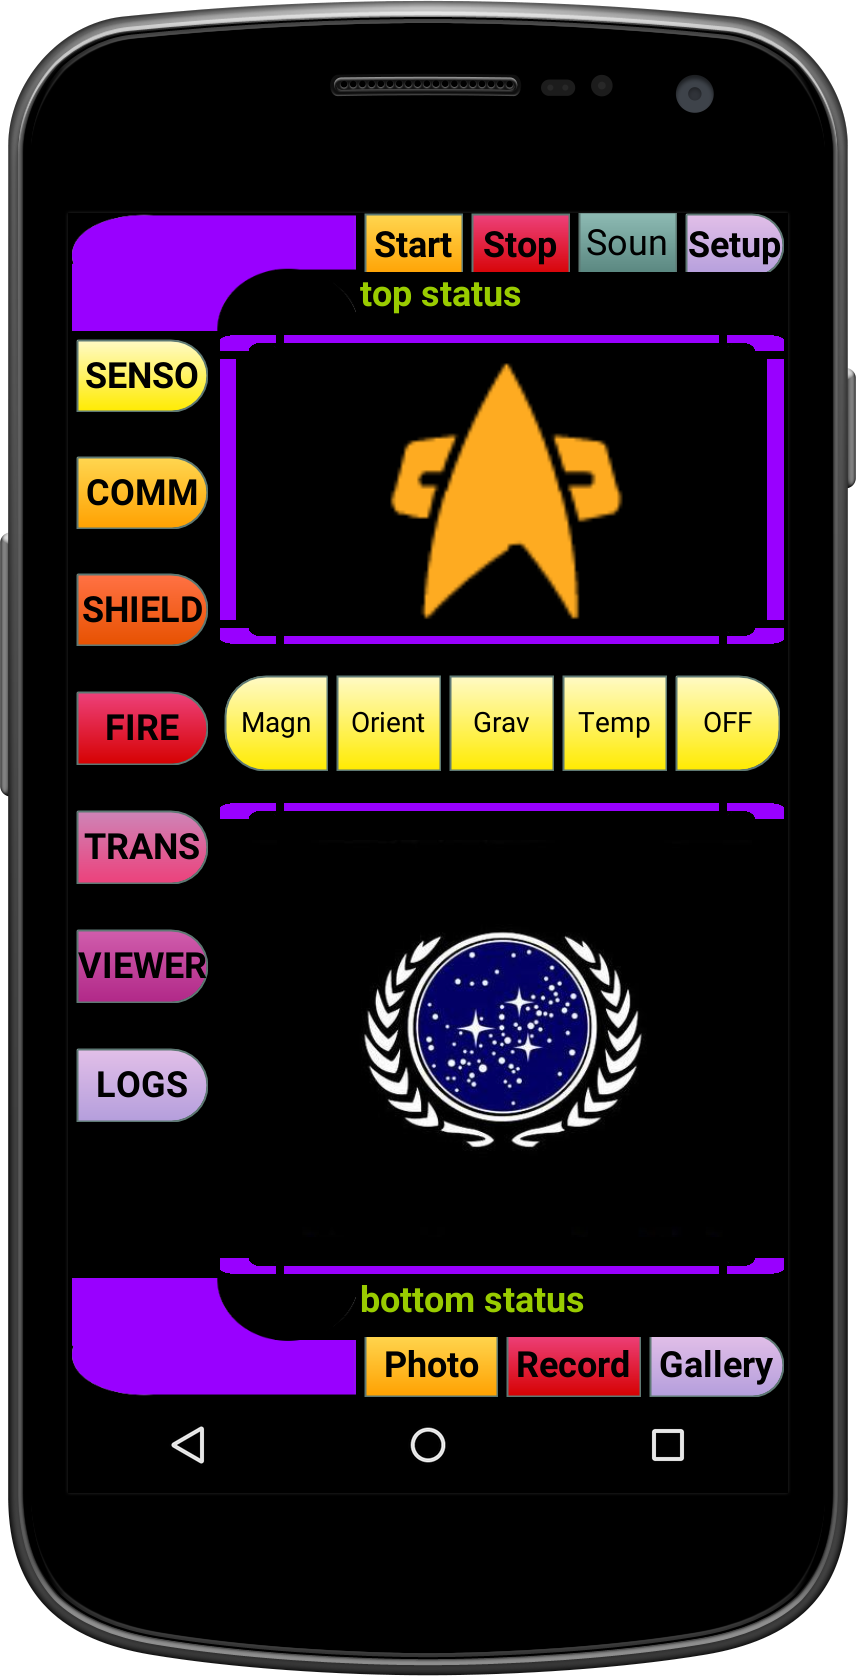 Start Stop Soun Setup
top status
SENSO
COMM
SHIELD
FIRE
Magn Orient Grav Temp OFF
TRANS
VIEWER
LOGS
bottom status
Photo Record Gallery